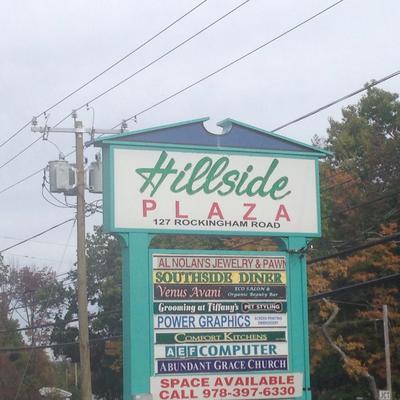 Hillside
PLAZA
127 ROCKINGHAM ROAD
AL NOLAN'S JEWELRY & PAWN
SOUTHSIDE DINER
Venus Avani ECO SALON &
Organic Beauty Bar
Grooming at Tiffany's PET STYLING
POWER GRAPHICS SCREEN PRINTING
EMBROIDERY
COMFORT KITCHENS
AEF COMPUTER
ABUNDANT GRACE CHURCH
SPACE AVAILABLE
CALL 978-397-6330